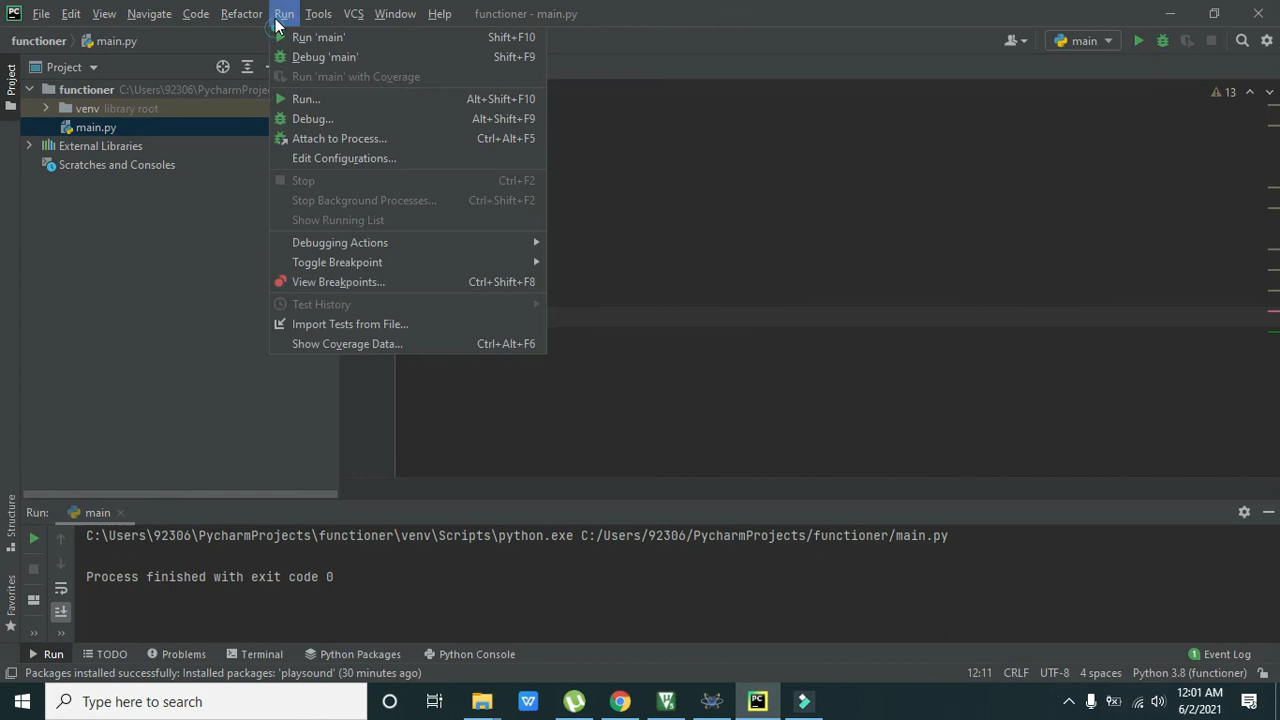 PC File Edit View Navigate Code Refactor Run Tools VCS Window Help functioner - main.py
functioner main.py
main
Project
Project
functioner C:\Users\92306\PycharmProje
venv library root
main.py
External Libraries
Scratches and Consoles
Run 'main' Shift+F10
Debug 'main' Shift+F9
Run 'main' with Coverage
Run... Alt+Shift+F10
Debug... Alt+Shift+F9
Attach to Process... Ctrl+Alt+F5
Edit Configurations...
Stop Ctrl+F2
Stop Background Processes... Ctrl+Shift+F2
Show Running List
Debugging Actions
Toggle Breakpoint
View Breakpoints... Ctrl+Shift+F8
Test History
Import Tests from File...
Show Coverage Data... Ctrl+Alt+F6
13
Structure
Favorites
Run: main
C:\Users\92306\PycharmProjects\functioner\venv\Scripts\python.exe C:/Users/92306/PycharmProjects/functioner/main.py
Process finished with exit code 0
Run TODO Problems Terminal Python Packages Python Console 1 Event Log
Packages installed successfully: Installed packages: 'playsound' (30 minutes ago) 12:11 CRLF UTF-8 4 spaces Python 3.8 (functioner)
Type here to search
PC
12:01 AM
6/2/2021